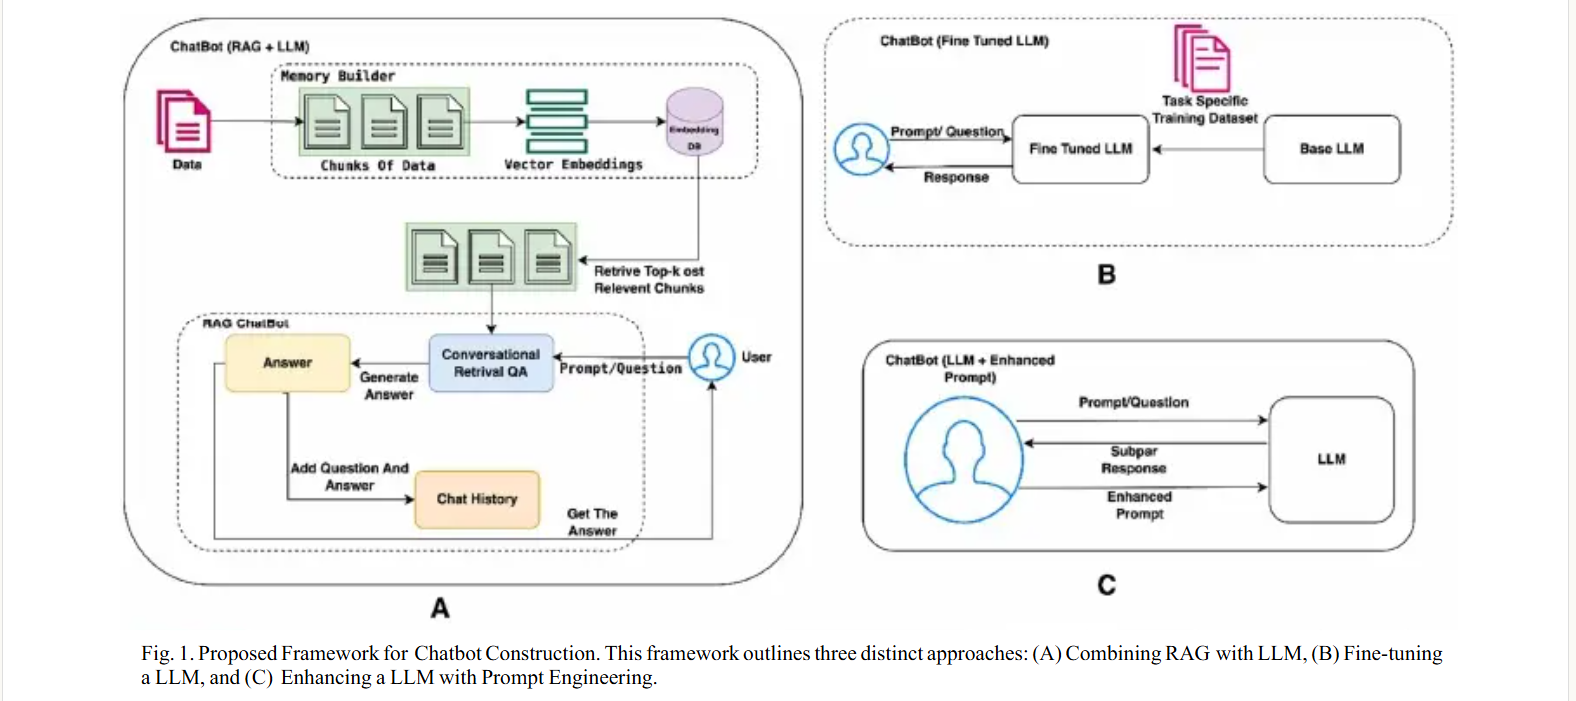 ChatBot (RAG + LLM)
Memory Builder
Data
Chunks Of Data
Vector Embeddings
Embedding
DB
Retrive Top-k ost
Relevent Chunks
RAG ChatBot
Answer
Generate
Answer
Conversational
Retrival QA
Prompt/Question
User
Add Question And
Answer
Chat History
Get The
Answer
A
ChatBot (Fine Tuned LLM)
Task Specific
Training Dataset
Prompt/ Question
Response
Fine Tuned LLM
Base LLM
B
ChatBot (LLM + Enhanced
Prompt)
Prompt/Question
Subpar
Response
Enhanced
Prompt
LLM
C
Fig. 1. Proposed Framework for Chatbot Construction. This framework outlines three distinct approaches: (A) Combining RAG with LLM, (B) Fine-tuning
a LLM, and (C) Enhancing a LLM with Prompt Engineering.